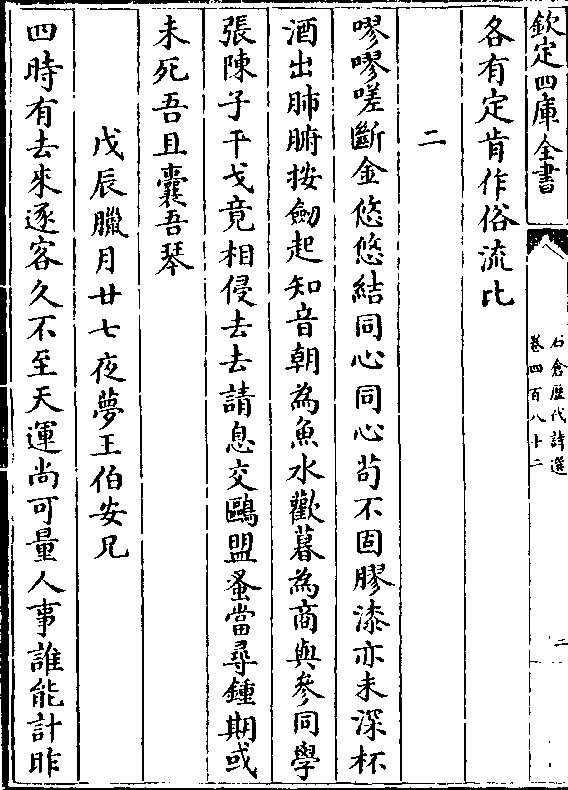 欽定四庫全書
石倉歷代詩選
卷四百八十二
二
各有定肯作俗流比
二
嘐嘐嗟斷金悠悠結同心同心茍不固膠漆亦未深杯
酒出肺腑按劒起知音朝為魚水歡暮為商與參同學
張陳子干戈竟相侵去去請息交鷗盟蚤當尋鍾期或
未死吾且囊吾琴
戊辰臘月廿七夜夢王伯安兄
四時有去來逐客久不至天運尚可量人事誰能計昨